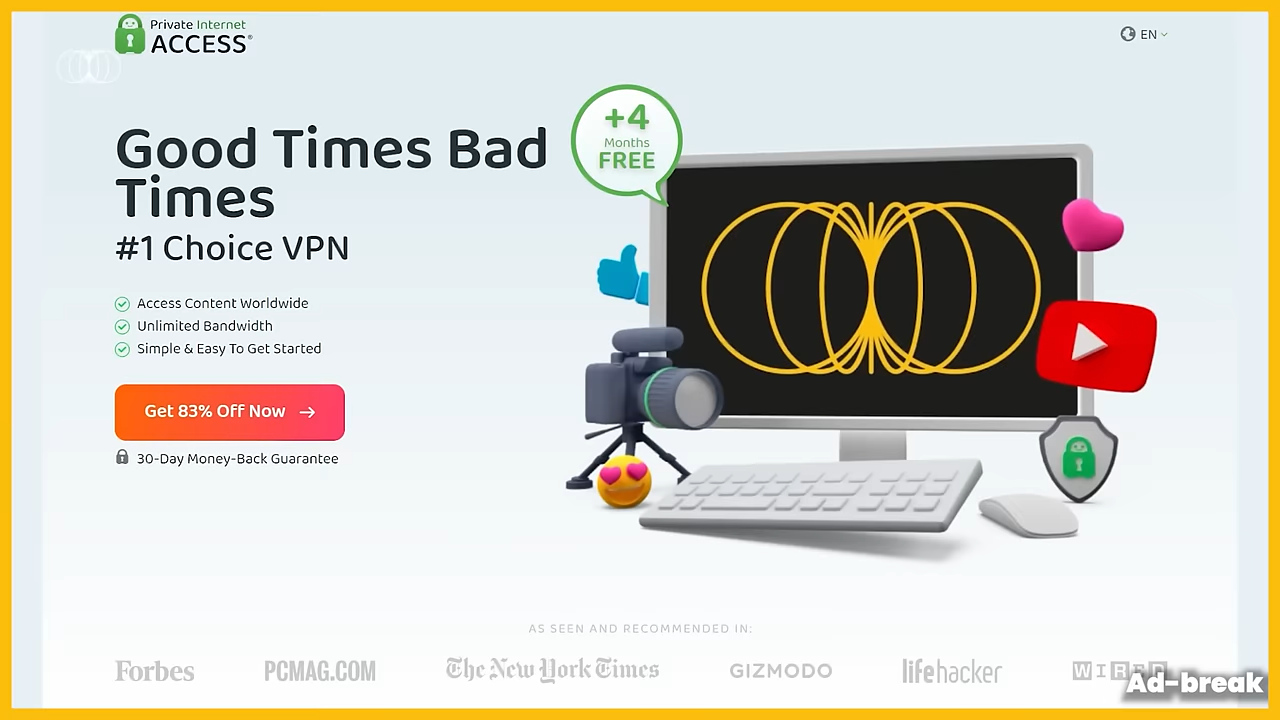 Private Internet
ACCESS®
EN
Good Times Bad
Times
#1 Choice VPN
+4
Months
FREE
Access Content Worldwide
Unlimited Bandwidth
Simple & Easy To Get Started
Get 83% Off Now
30-Day Money-Back Guarantee
AS SEEN AND RECOMMENDED IN:
Forbes
PCMAG.COM
The New York Times
GIZMODO
lifehacker
WIRED
Ad-break